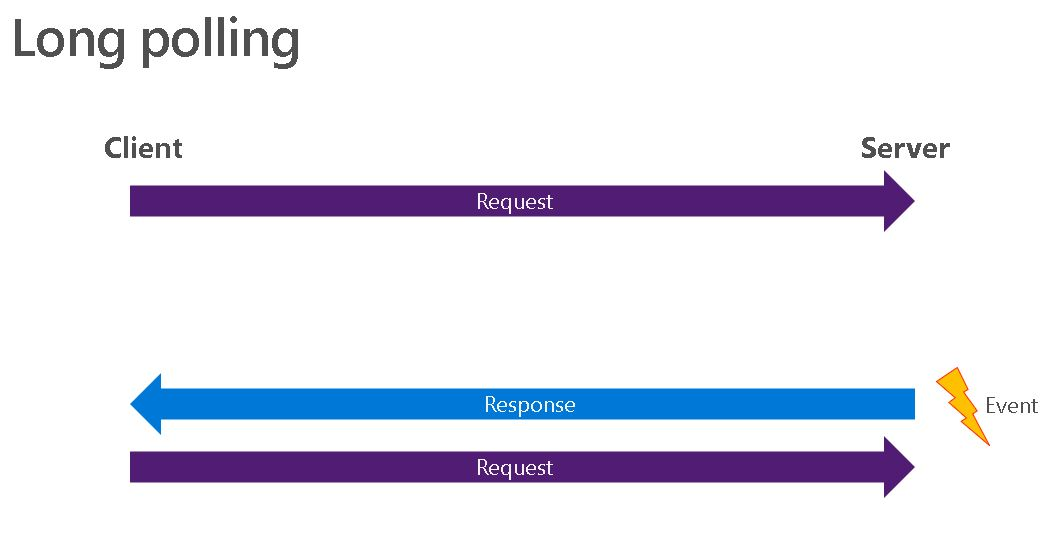 Long polling
Client
Server
Request
Response
Event
Request